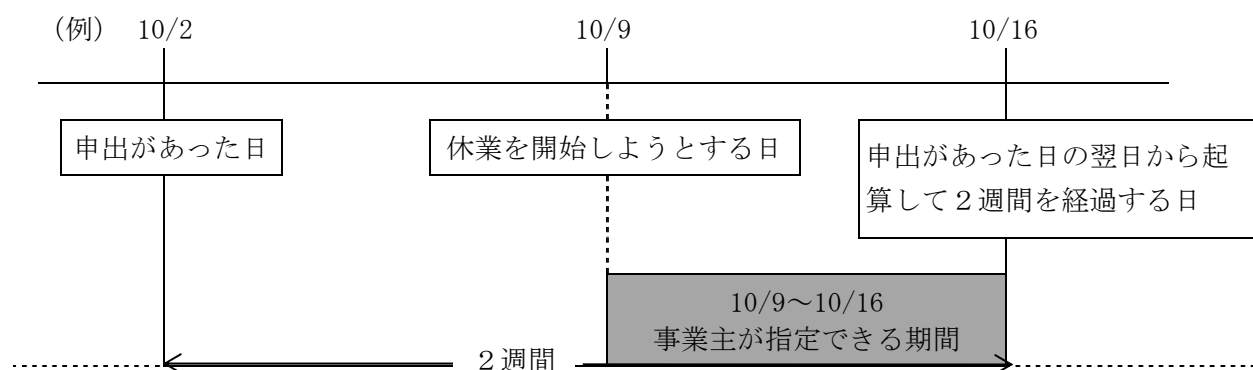 (例) 10/2 10/9 10/16
申出があった日
休業を開始しようとする日
申出があった日の翌日から起
算して２週間を経過する日
10/9～10/16
事業主が指定できる期間
２週間